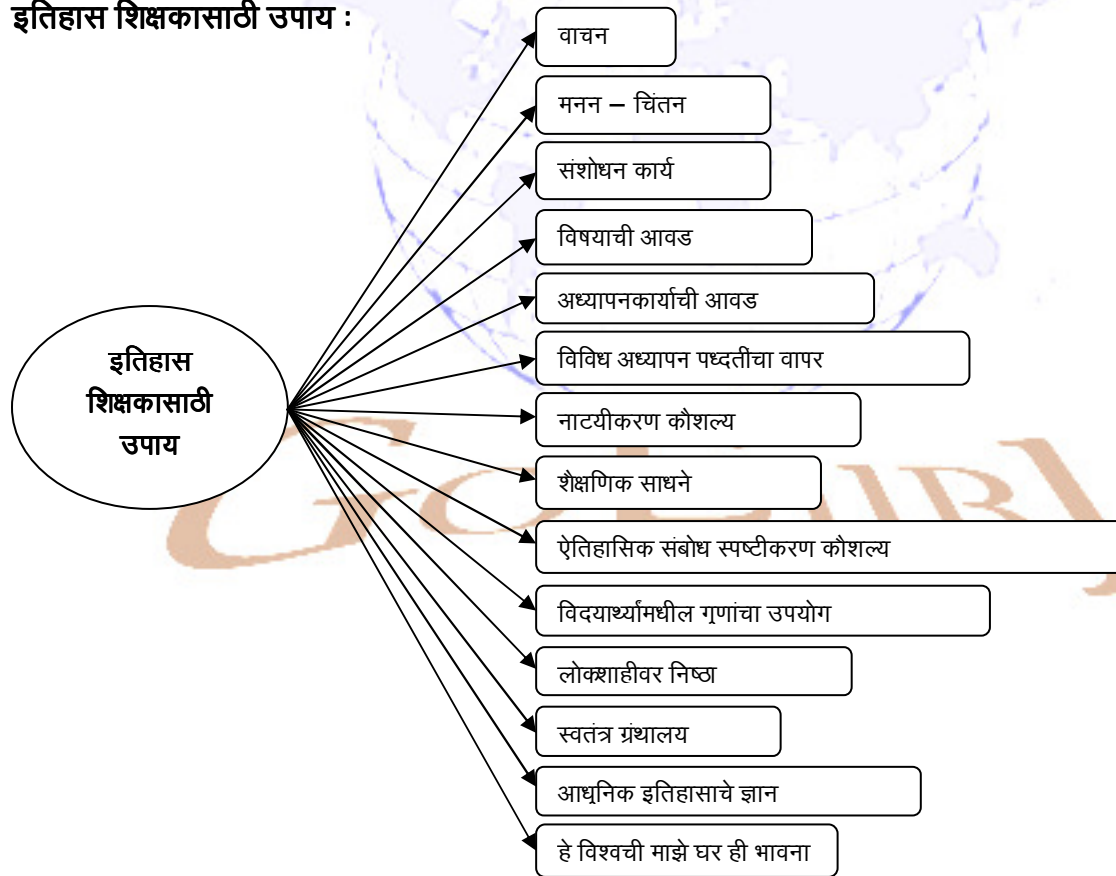 इतिहास शिक्षकासाठी उपाय :
वाचन
मनन – चिंतन
संशोधन कार्य
विषयाची आवड
अध्यापनकार्याची आवड
विविध अध्यापन पध्दतींचा वापर
इतिहास
शिक्षकासाठी
उपाय
नाटयीकरण कौशल्य
शैक्षणिक साधने
ऐतिहासिक संबोध स्पष्टीकरण कौशल्य
विदयार्थ्यांमधील गुणांचा उपयोग
लोकशाहीवर निष्ठा
स्वतंत्र ग्रंथालय
आधुनिक इतिहासाचे ज्ञान
हे विश्वची माझे घर ही भावना